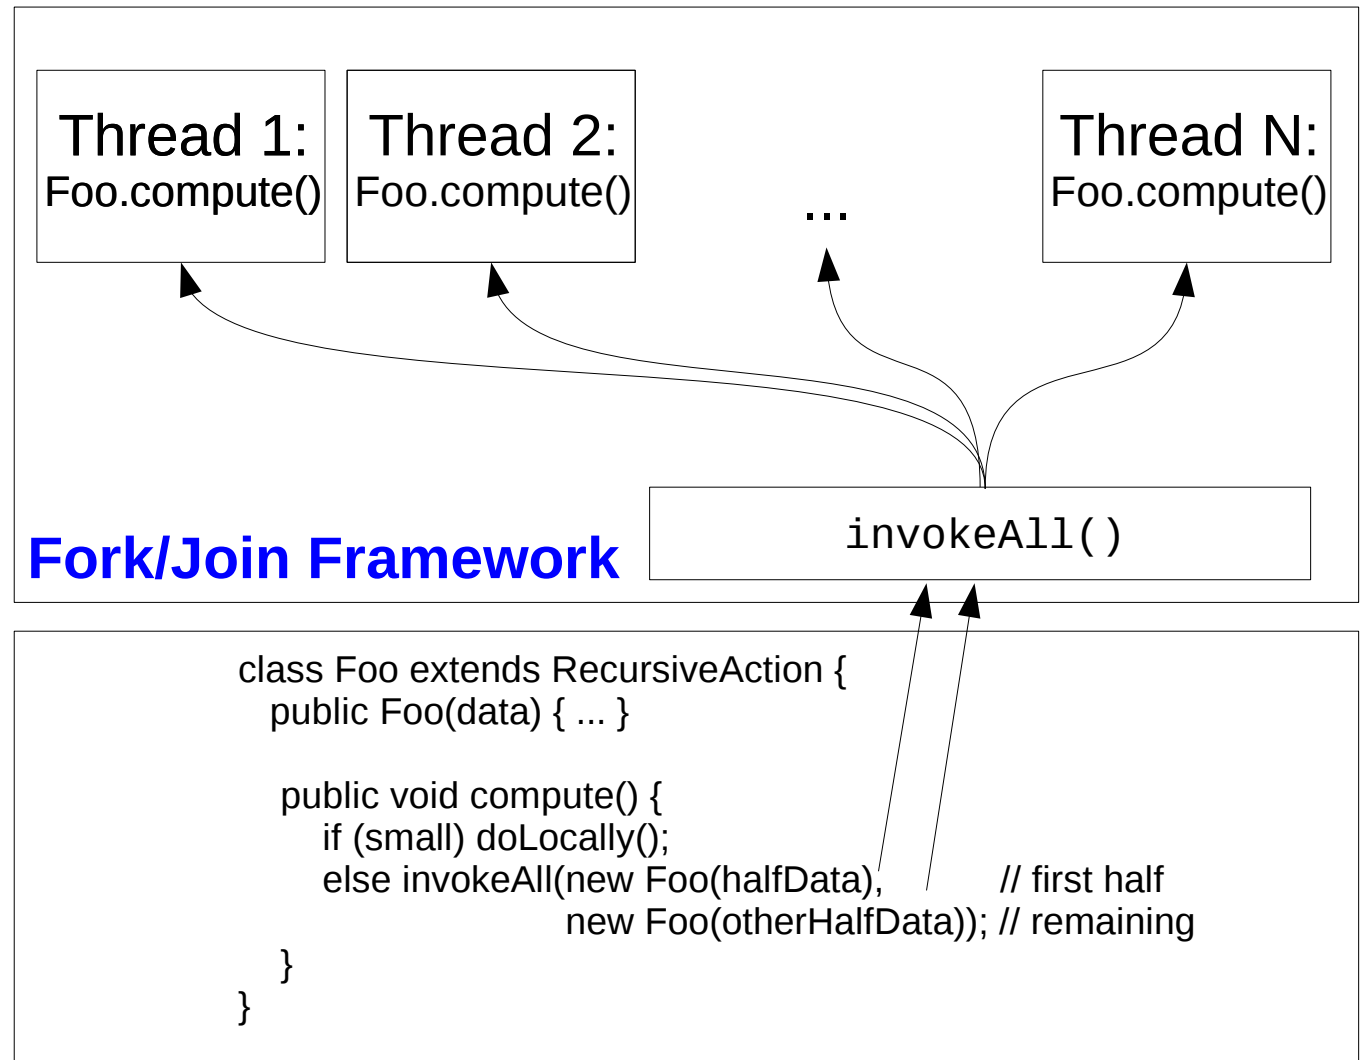 Thread 1:
Foo.compute()
Thread 2:
Foo.compute()
...
Thread N:
Foo.compute()
invokeAll()
Fork/Join Framework
class Foo extends RecursiveAction {
public Foo(data) { ... }
public void compute() {
if (small) doLocally();
else invokeAll(new Foo(halfData), // first half
new Foo(otherHalfData)); // remaining
}
}